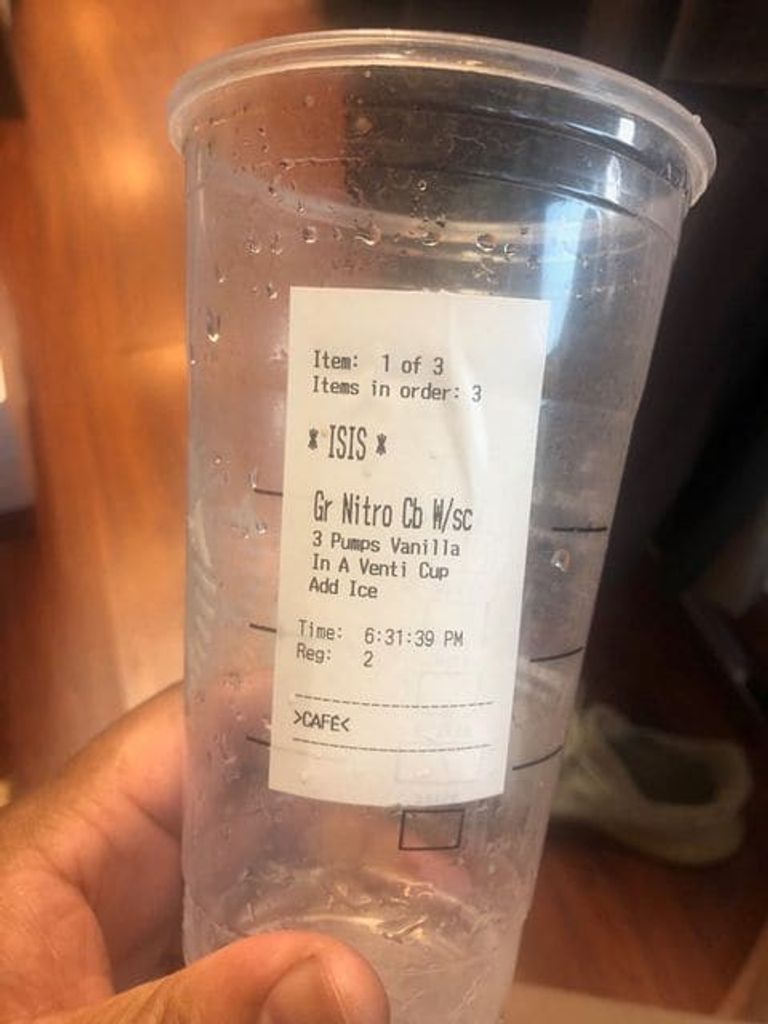 Item: 1 of 3
Items in order: 3
* ISIS *
Gr Nitro Cb W/sc
3 Pumps Vanilla
In A Venti Cup
Add Ice
Time: 6:31:39 PM
Reg: 2
>CAFÉ<